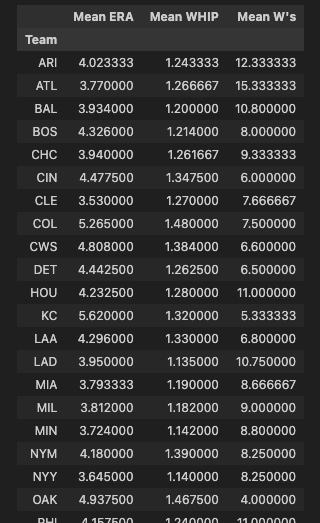 Mean ERA Mean WHIP Mean W's
Team
ARI 4.023333 1.243333 12.333333
ATL 3.770000 1.266667 15.333333
BAL 3.934000 1.200000 10.800000
BOS 4.326000 1.214000 8.000000
CHC 3.940000 1.261667 9.333333
CIN 4.477500 1.347500 6.000000
CLE 3.530000 1.270000 7.666667
COL 5.265000 1.480000 7.500000
CWS 4.808000 1.384000 6.600000
DET 4.442500 1.262500 6.500000
HOU 4.232500 1.280000 11.000000
KC 5.620000 1.320000 5.333333
LAA 4.296000 1.330000 6.800000
LAD 3.950000 1.135000 10.750000
MIA 3.793333 1.190000 8.666667
MIL 3.812000 1.182000 9.000000
MIN 3.724000 1.142000 8.800000
NYM 4.180000 1.390000 8.250000
NYY 3.645000 1.140000 8.250000
OAK 4.937500 1.467500 4.000000
PHI 4.157500 1.240000 11.000000